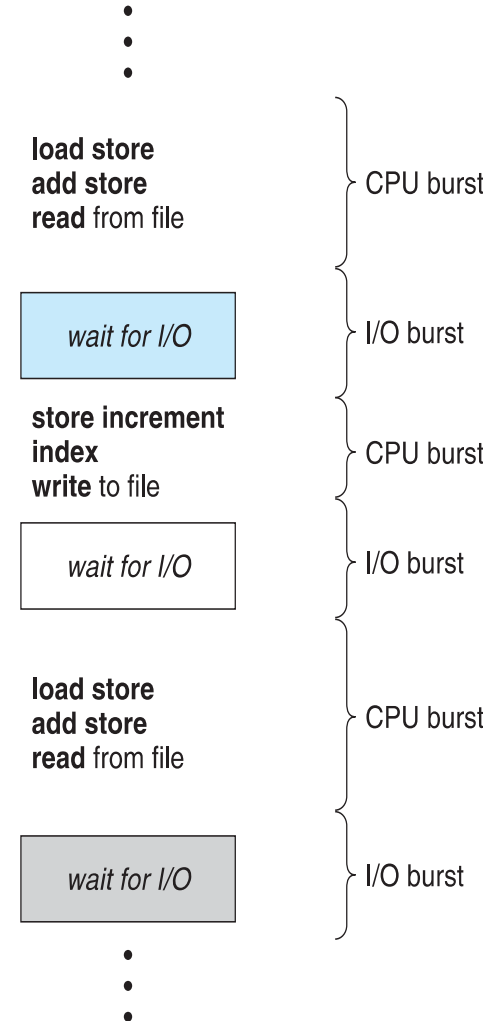 load store
add store
read from file
CPU burst
wait for I/O
I/O burst
store increment
index
write to file
CPU burst
wait for I/O
I/O burst
load store
add store
read from file
CPU burst
wait for I/O
I/O burst